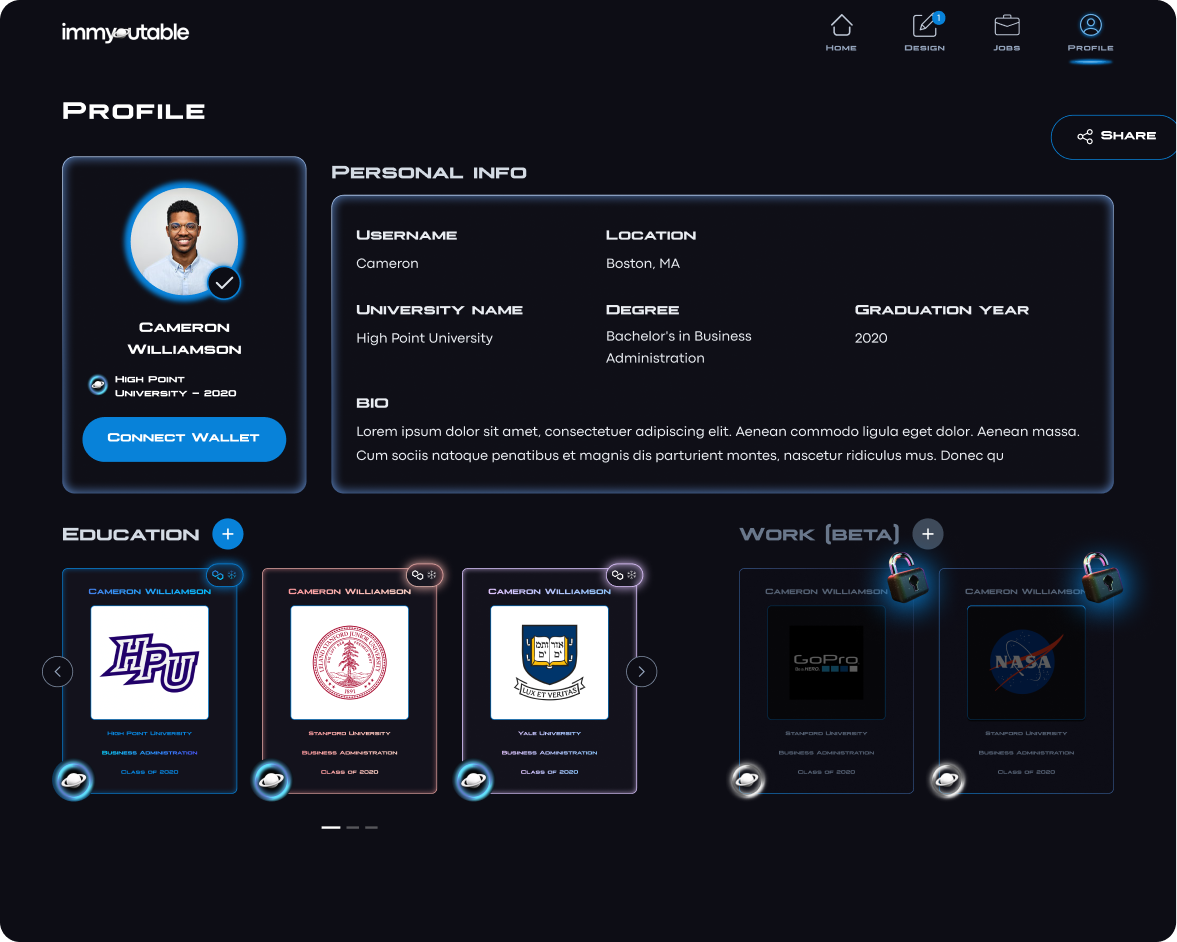 immyoutable
Home
1
Design
Jobs
Profile
Profile
Share
Cameron
Williamson
High Point
University – 2020
Connect Wallet
Personal info
Username
Cameron
Location
Boston, MA
University name
High Point University
Degree
Bachelor's in Business
Administration
Graduation year
2020
Bio
Lorem ipsum dolor sit amet, consectetuer adipiscing elit. Aenean commodo ligula eget dolor. Aenean massa.
Cum sociis natoque penatibus et magnis dis parturient montes, nascetur ridiculus mus. Donec qu
Education
Cameron Williamson
HPU
High Point University
Business Administration
Class of 2020
Cameron Williamson
1891
Stanford University
Business Administration
Class of 2020
Cameron Williamson
LUX ET VERITAS
Yale University
Business Administration
Class of 2020
Work (beta)
Cameron Williamson
GoPro
Be a HERO.
Stanford University
Business Administration
Class of 2020
Cameron Williamson
NASA
Stanford University
Business Administration
Class of 2020